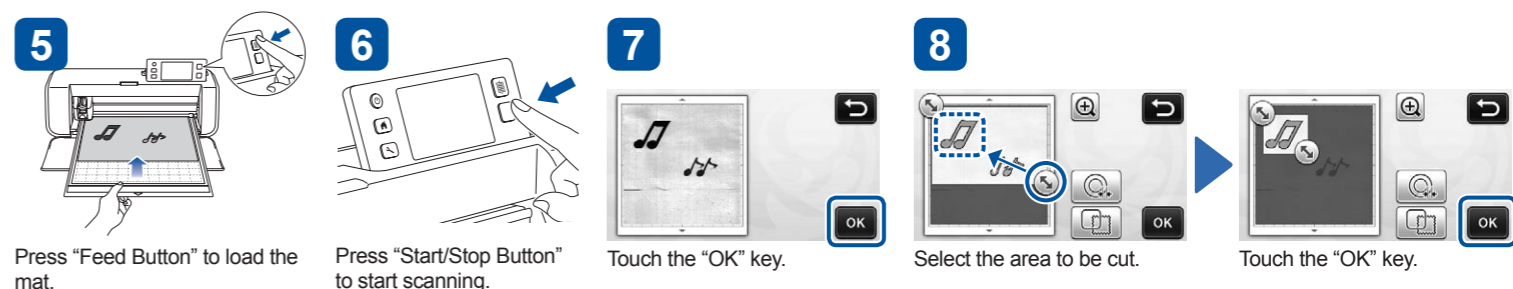 5
Press “Feed Button” to load the
mat.
6
Press “Start/Stop Button”
to start scanning.
7
OK
Touch the “OK” key.
8
OK
Select the area to be cut.
OK
Touch the “OK” key.